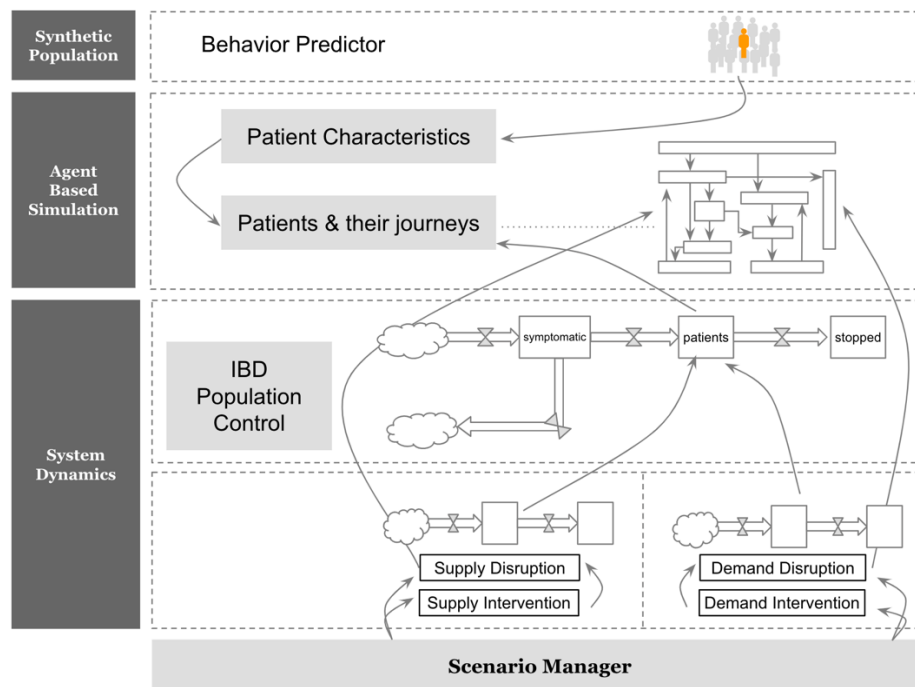 Synthetic
Population
Behavior Predictor
Agent
Based
Simulation
Patient Characteristics
Patients & their journeys
System
Dynamics
IBD
Population
Control
symptomatic
patients
stopped
Supply Disruption
Supply Intervention
Demand Disruption
Demand Intervention
Scenario Manager